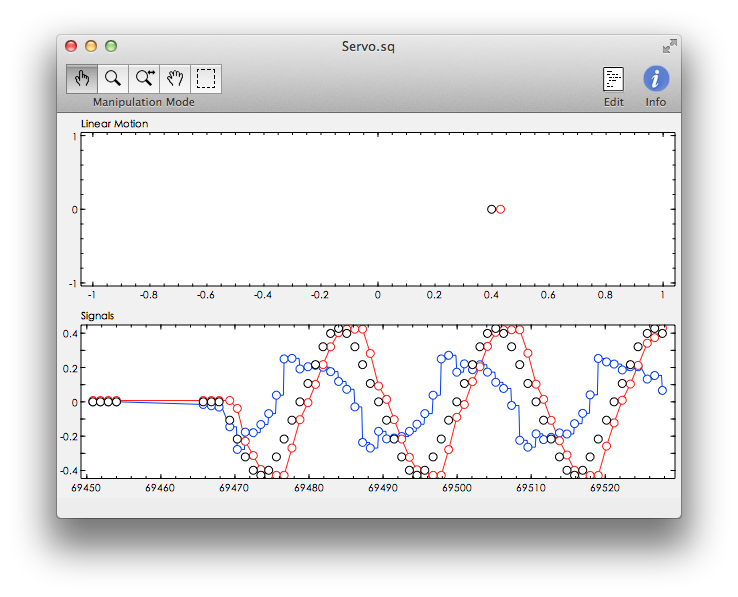 Servo.sq
Manipulation Mode
Edit
Info
Linear Motion
1
0
-1
-1 -0.8 -0.6 -0.4 -0.2 0 0.2 0.4 0.6 0.8 1
Signals
0.4
0.2
0
-0.2
-0.4
69450 69460 69470 69480 69490 69500 69510 69520